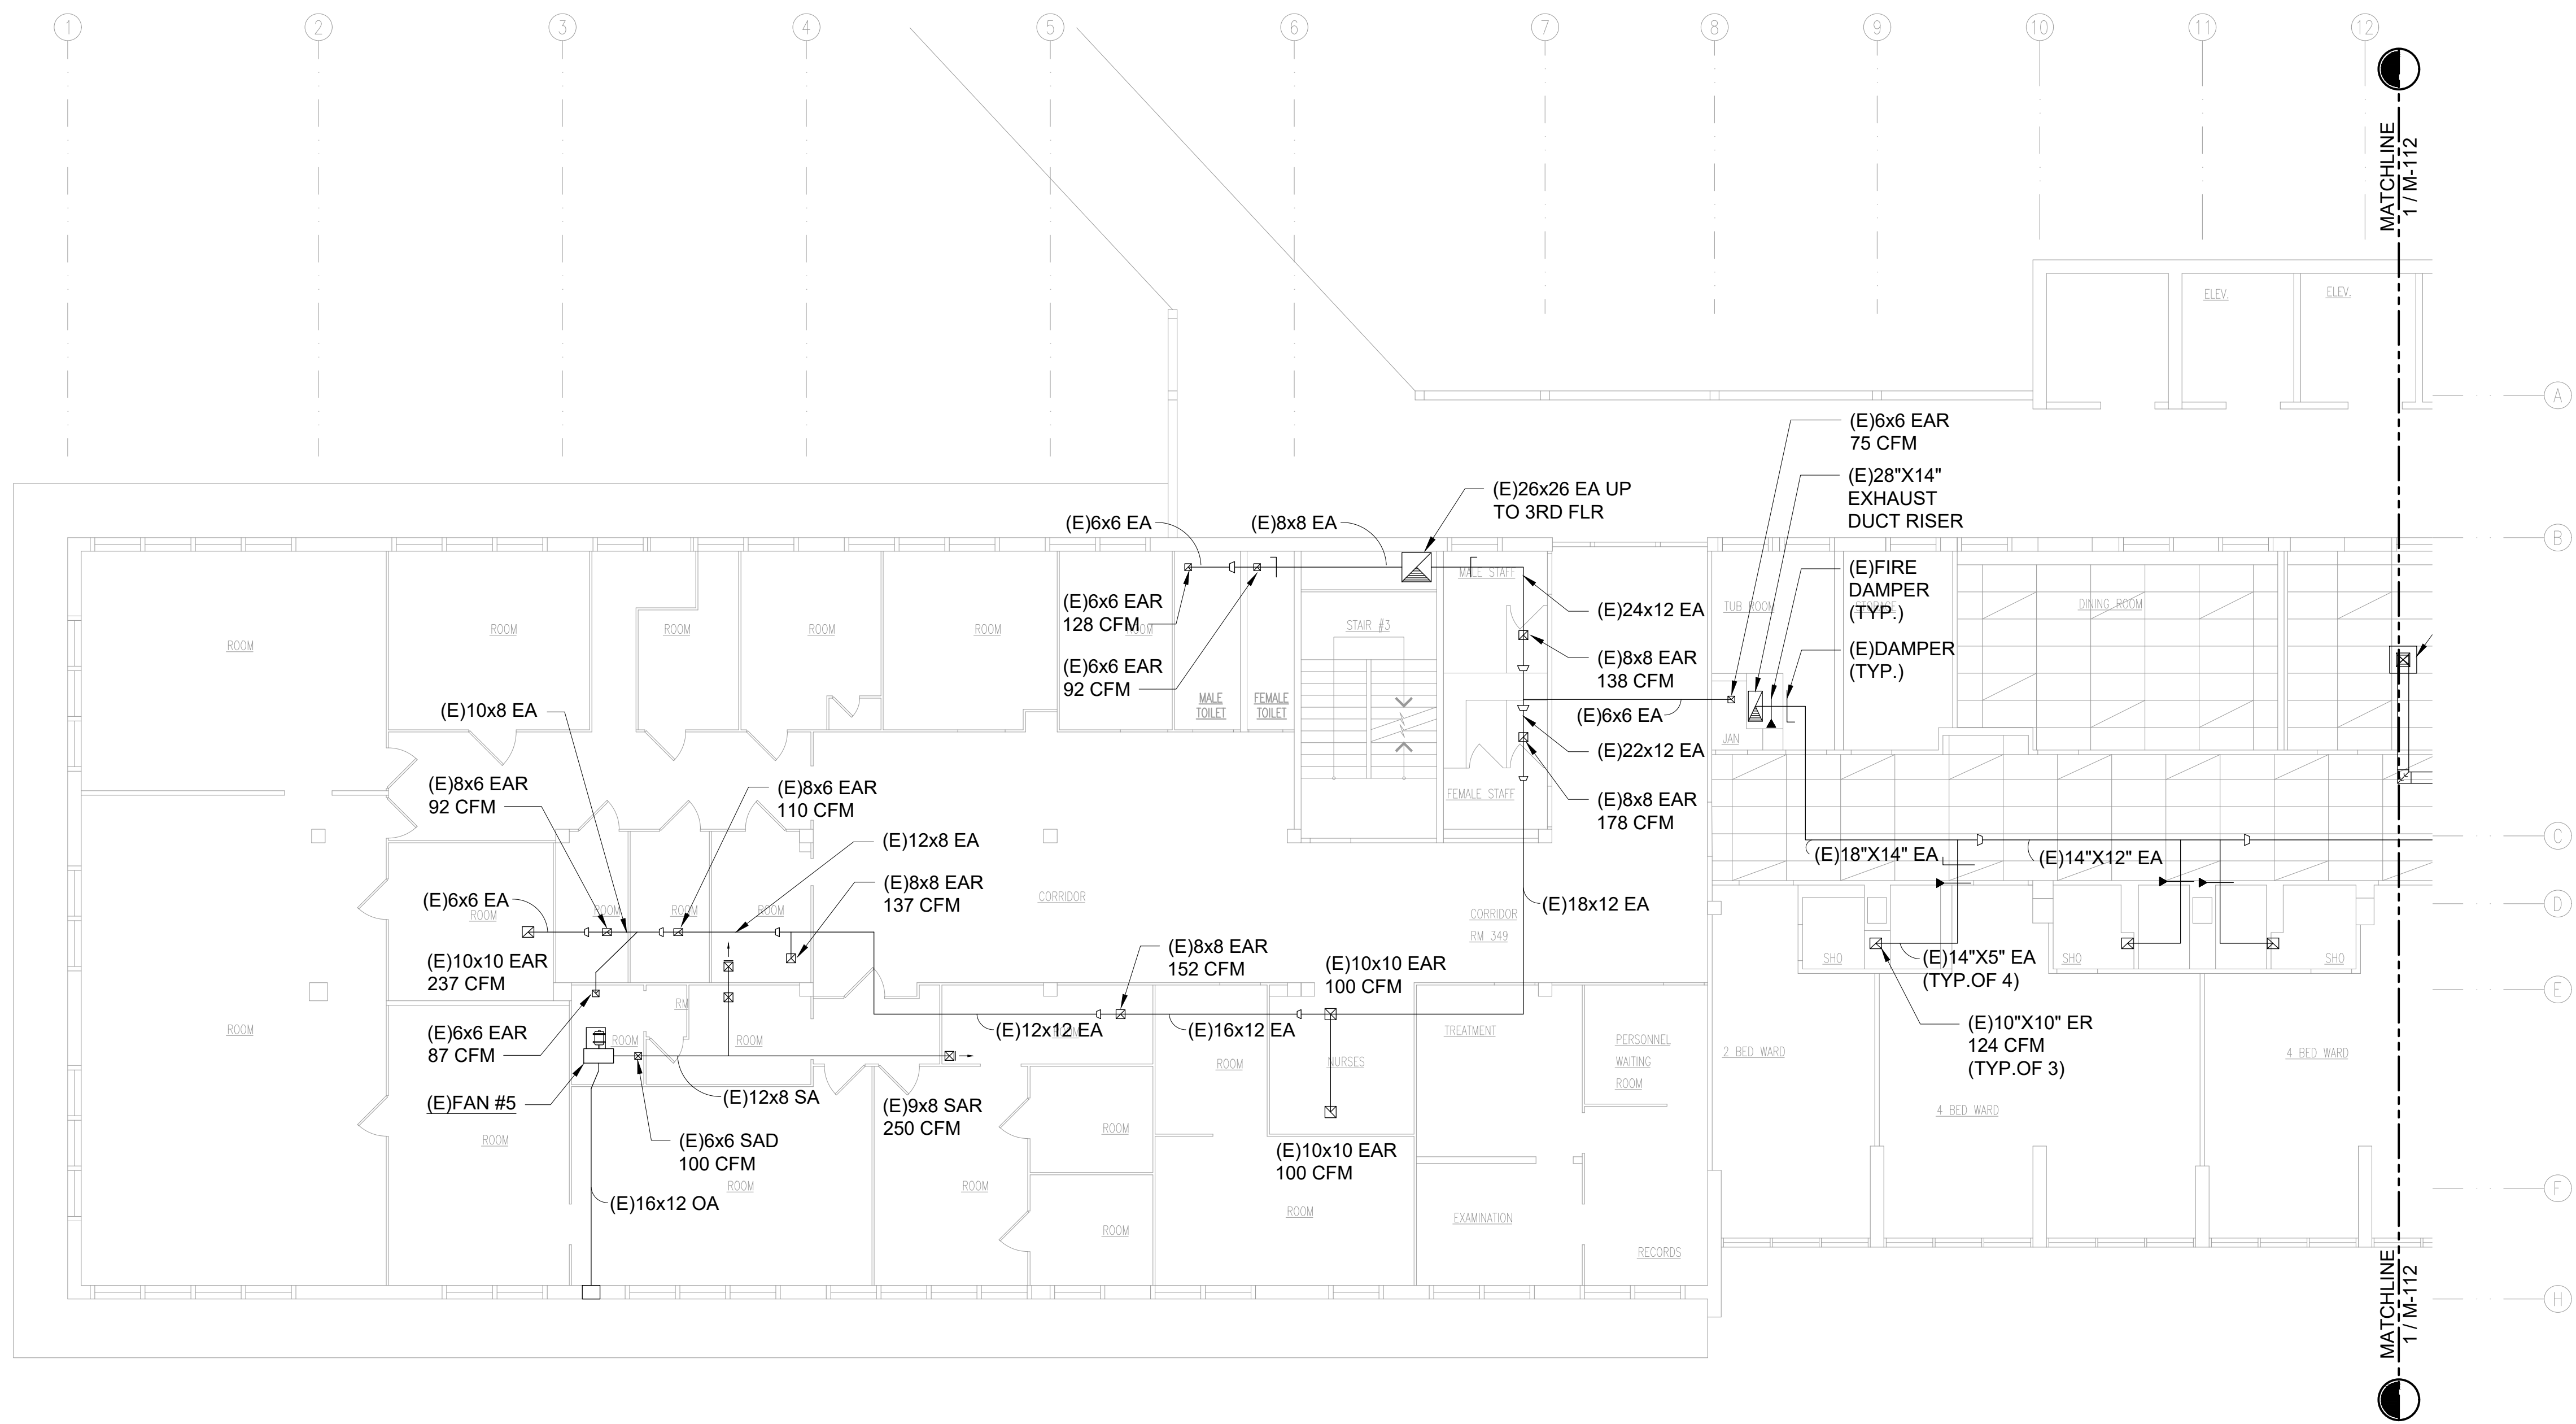 1
2
3
4
5
6
7
8
9
10
11
12
MATCHLINE
1 / M-112
ELEV.
ELEV.
A
(E)6x6 EAR
75 CFM
(E)28"X14"
EXHAUST
DUCT RISER
(E)26x26 EA UP
TO 3RD FLR
(E)6x6 EA
(E)8x8 EA
B
(E)FIRE
DAMPER
(TYP.)
MALE STAFF
(E)6x6 EAR
128 CFM
(E)24x12 EA
TUB ROOM
STORAGE
DINING ROOM
ROOM
ROOM
ROOM
ROOM
ROOM
ROOM
STAIR #3
(E)DAMPER
(TYP.)
(E)6x6 EAR
92 CFM
(E)8x8 EAR
138 CFM
MALE
TOILET
FEMALE
TOILET
(E)10x8 EA
(E)6x6 EA
JAN
(E)22x12 EA
(E)8x6 EAR
92 CFM
(E)8x6 EAR
110 CFM
FEMALE STAFF
(E)8x8 EAR
178 CFM
(E)12x8 EA
C
(E)18"X14" EA
(E)14"X12" EA
(E)8x8 EAR
137 CFM
CORRIDOR
(E)6x6 EA
ROOM
ROOM
ROOM
ROOM
(E)18x12 EA
D
CORRIDOR
RM 349
(E)10x10 EAR
237 CFM
(E)8x8 EAR
152 CFM
(E)10x10 EAR
100 CFM
SHO
SHO
SHO
(E)14"X5" EA
(TYP.OF 4)
E
RM
(E)6x6 EAR
87 CFM
ROOM
ROOM
ROOM
(E)12x12 EA
ROOM
(E)16x12 EA
TREATMENT
PERSONNEL
WAITING
ROOM
(E)10"X10" ER
124 CFM
(TYP.OF 3)
2 BED WARD
4 BED WARD
ROOM
NURSES
(E)FAN #5
(E)12x8 SA
(E)9x8 SAR
250 CFM
ROOM
4 BED WARD
ROOM
(E)6x6 SAD
100 CFM
(E)10x10 EAR
100 CFM
ROOM
ROOM
F
(E)16x12 OA
ROOM
ROOM
EXAMINATION
RECORDS
MATCHLINE
1 / M-112
H